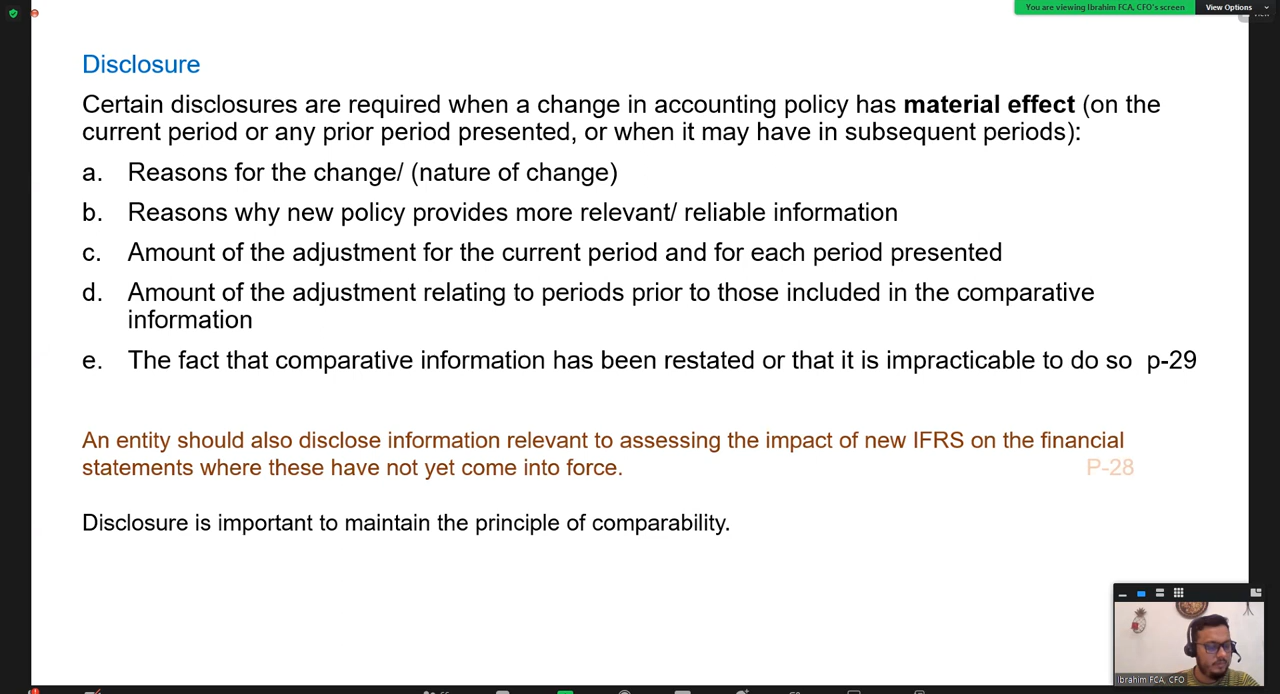 You are viewing Ibrahim FCA, CFO's screen
View Options
Disclosure
Certain disclosures are required when a change in accounting policy has material effect (on the
current period or any prior period presented, or when it may have in subsequent periods):
a. Reasons for the change/ (nature of change)
b. Reasons why new policy provides more relevant/ reliable information
c. Amount of the adjustment for the current period and for each period presented
d. Amount of the adjustment relating to periods prior to those included in the comparative
information
e. The fact that comparative information has been restated or that it is impracticable to do so p-29
An entity should also disclose information relevant to assessing the impact of new IFRS on the financial
statements where these have not yet come into force. P-28
Disclosure is important to maintain the principle of comparability.
Ibrahim FCA, CFO